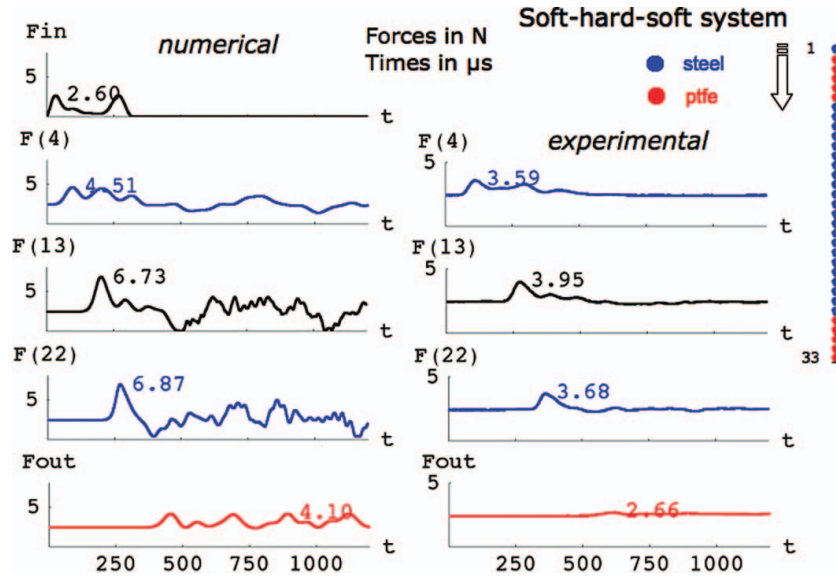 Soft-hard-soft system
Fin
numerical
Forces in N
Times in µs
steel
ptfe
1
33
5
2.60
t
F(4)
5
4.51
t
F(13)
5
6.73
t
F(22)
5
6.87
t
Fout
5
4.10
t
250 500 750 1000
experimental
F(4)
5
3.59
t
F(13)
5
3.95
t
F(22)
5
3.68
t
Fout
5
2.66
t
250 500 750 1000